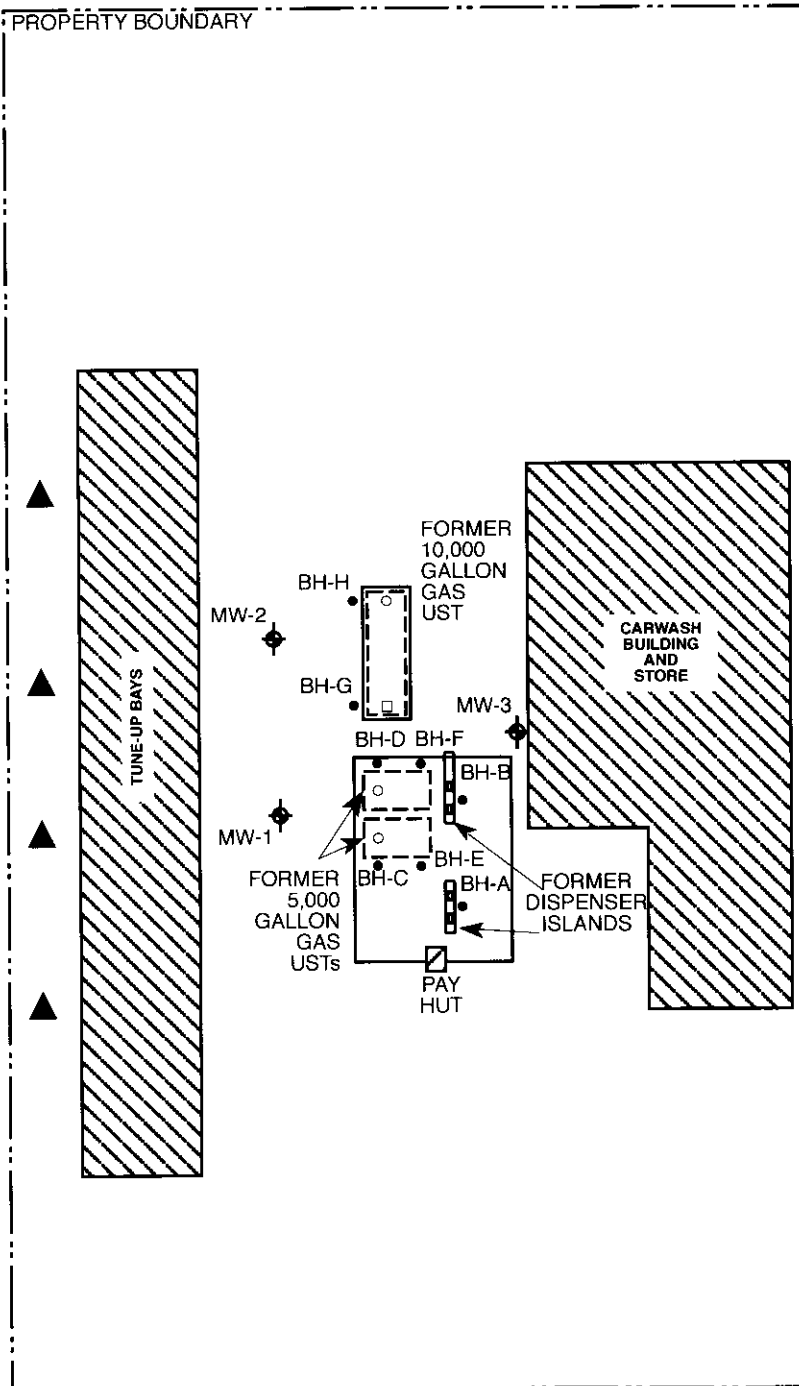 PROPERTY BOUNDARY
FORMER
10,000
GALLON
GAS
UST
BH-H
MW-2
CARWASH
BUILDING
AND
STORE
TUNE-UP BAYS
BH-G
MW-3
BH-D
BH-F
BH-B
MW-1
BH-E
BH-C
BH-A
FORMER
5,000
GALLON
GAS
USTs
FORMER
DISPENSER
ISLANDS
PAY
HUT